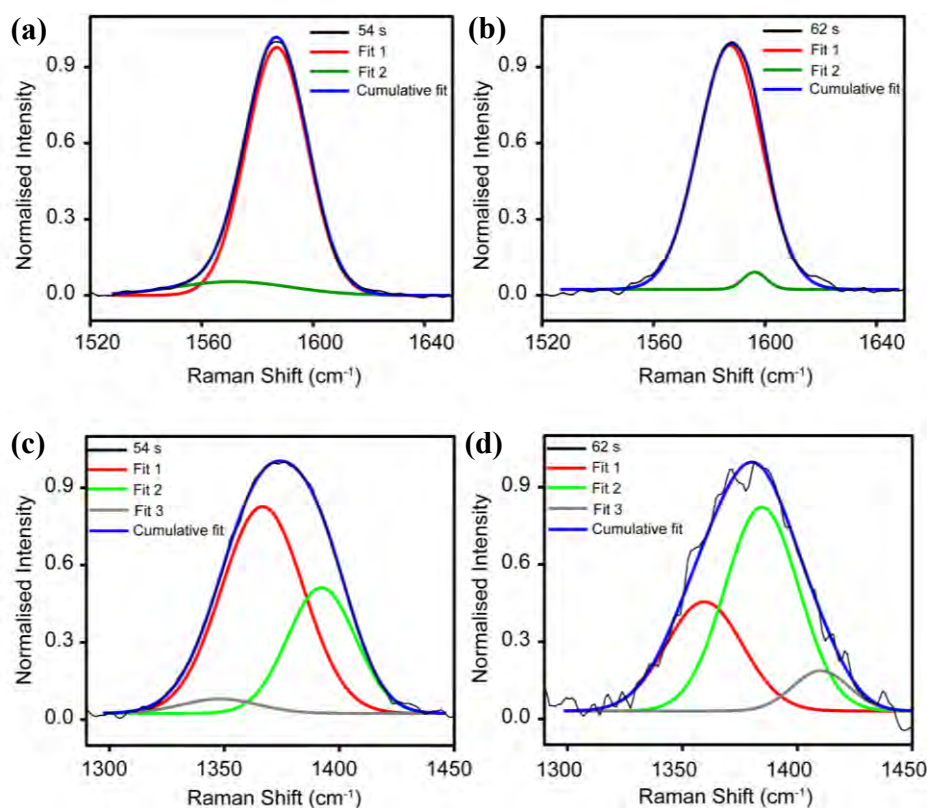 (a)
54 s
Fit 1
Fit 2
Cumulative fit
0.9
0.6
0.3
0.0
Normalised Intensity
1520 1560 1600 1640
Raman Shift (cm⁻¹)
(b)
62 s
Fit 1
Fit 2
Cumulative fit
0.9
0.6
0.3
0.0
Normalised Intensity
1520 1560 1600 1640
Raman Shift (cm⁻¹)
(c)
54 s
Fit 1
Fit 2
Fit 3
Cumulative fit
0.9
0.6
0.3
0.0
Normalised Intensity
1300 1350 1400 1450
Raman Shift (cm⁻¹)
(d)
62 s
Fit 1
Fit 2
Fit 3
Cumulative fit
0.9
0.6
0.3
0.0
Normalised Intensity
1300 1350 1400 1450
Raman Shift (cm⁻¹)